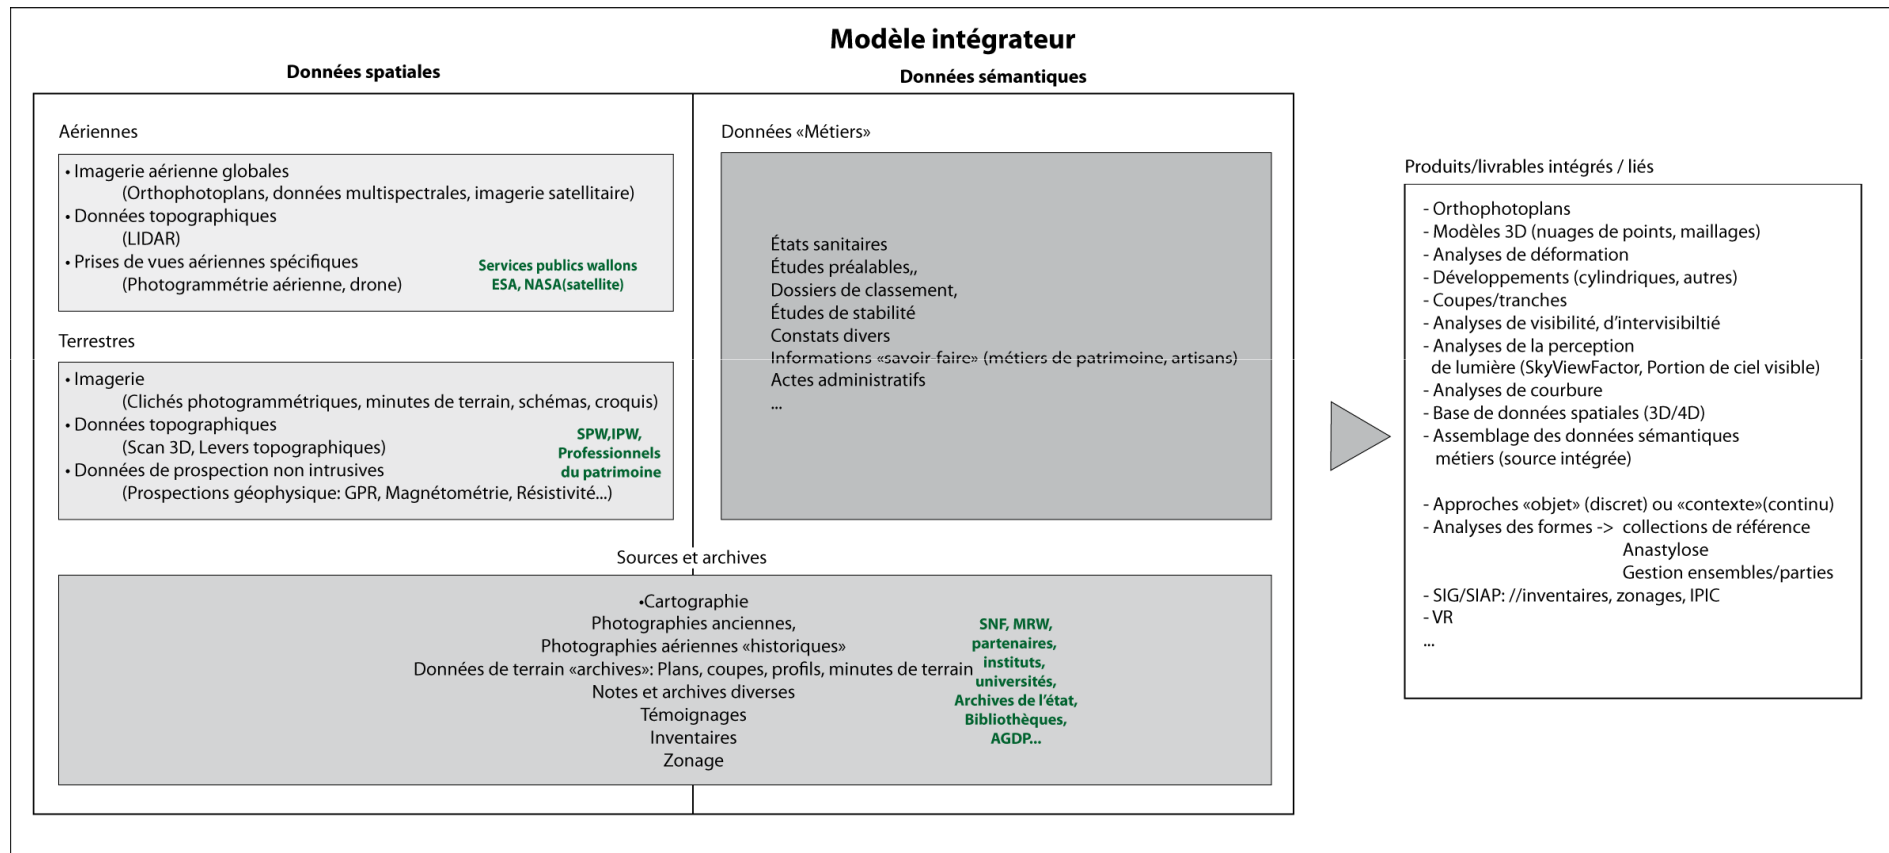 Modèle intégrateur
Données spatiales
Données sémantiques
Aériennes
• Imagerie aérienne globales
(Orthophotoplans, données multispectrales, imagerie satellitaire)
• Données topographiques
(LIDAR)
• Prises de vues aériennes spécifiques
(Photogrammétrie aérienne, drone)
Services publics wallons
ESA, NASA(satellite)
Terrestres
• Imagerie
(Clichés photogrammétriques, minutes de terrain, schémas, croquis)
• Données topographiques
(Scan 3D, Levers topographiques)
• Données de prospection non intrusives
(Prospections géophysique: GPR, Magnétométrie, Résistivité...)
SPW,IPW,
Professionnels
du patrimoine
Données «Métiers»
États sanitaires
Études préalables,,
Dossiers de classement,
Études de stabilité
Constats divers
Informations «savoir-faire» (métiers de patrimoine, artisans)
Actes administratifs
...
Sources et archives
•Cartographie
Photographies anciennes,
Photographies aériennes «historiques»
Données de terrain «archives»: Plans, coupes, profils, minutes de terrain
Notes et archives diverses
Témoignages
Inventaires
Zonage
SNF, MRW,
partenaires,
instituts,
universités,
Archives de l'état,
Bibliothèques,
AGDP...
Produits/livrables intégrés / liés
- Orthophotoplans
- Modèles 3D (nuages de points, maillages)
- Analyses de déformation
- Développements (cylindriques, autres)
- Coupes/tranches
- Analyses de visibilité, d'intervisibiltié
- Analyses de la perception
de lumière (SkyViewFactor, Portion de ciel visible)
- Analyses de courbure
- Base de données spatiales (3D/4D)
- Assemblage des données sémantiques
métiers (source intégrée)
- Approches «objet» (discret) ou «contexte»(continu)
- Analyses des formes -> collections de référence
Anastylose
Gestion ensembles/parties
- SIG/SIAP: //inventaires, zonages, IPIC
- VR
...